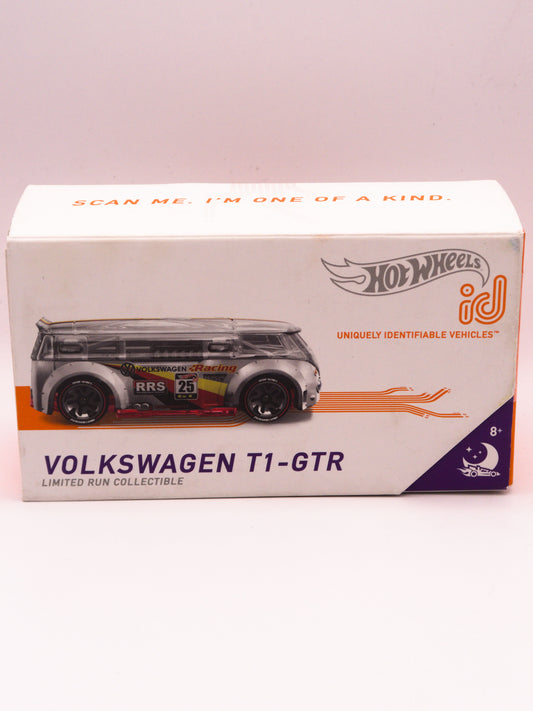 SCAN ME. I'M ONE OF A KIND.
HOT WHEELS
id
UNIQUELY IDENTIFIABLE VEHICLES™
VOLKSWAGEN Racing
RRS
25
8+
VOLKSWAGEN T1-GTR
LIMITED RUN COLLECTIBLE